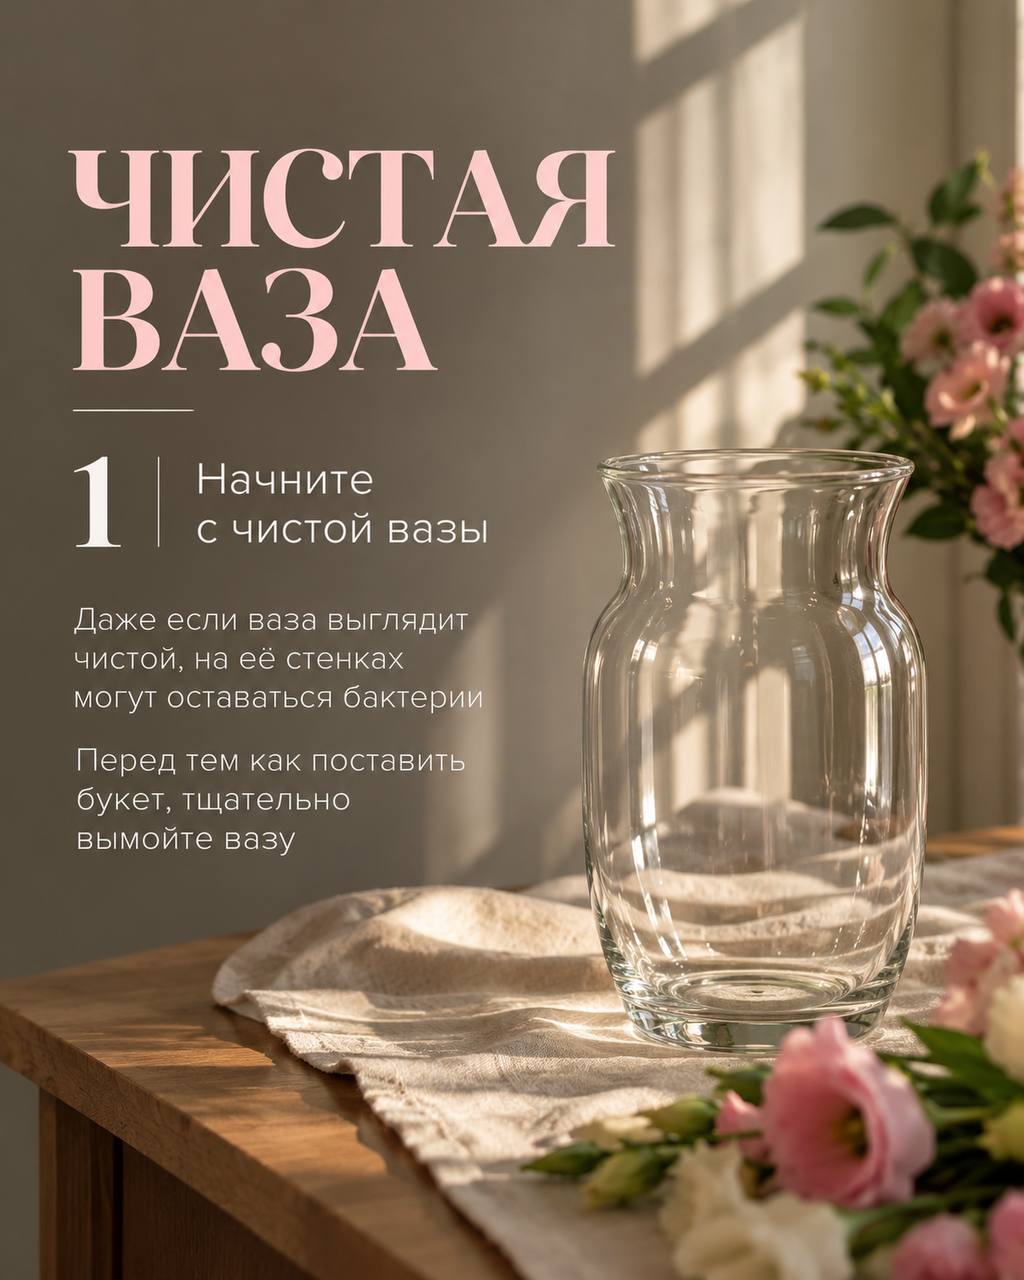 ЧИСТАЯ
ВАЗА
1
Начните
с чистой вазы
Даже если ваза выглядит
чистой, на её стенках
могут оставаться бактерии
Перед тем как поставить
букет, тщательно
вымойте вазу